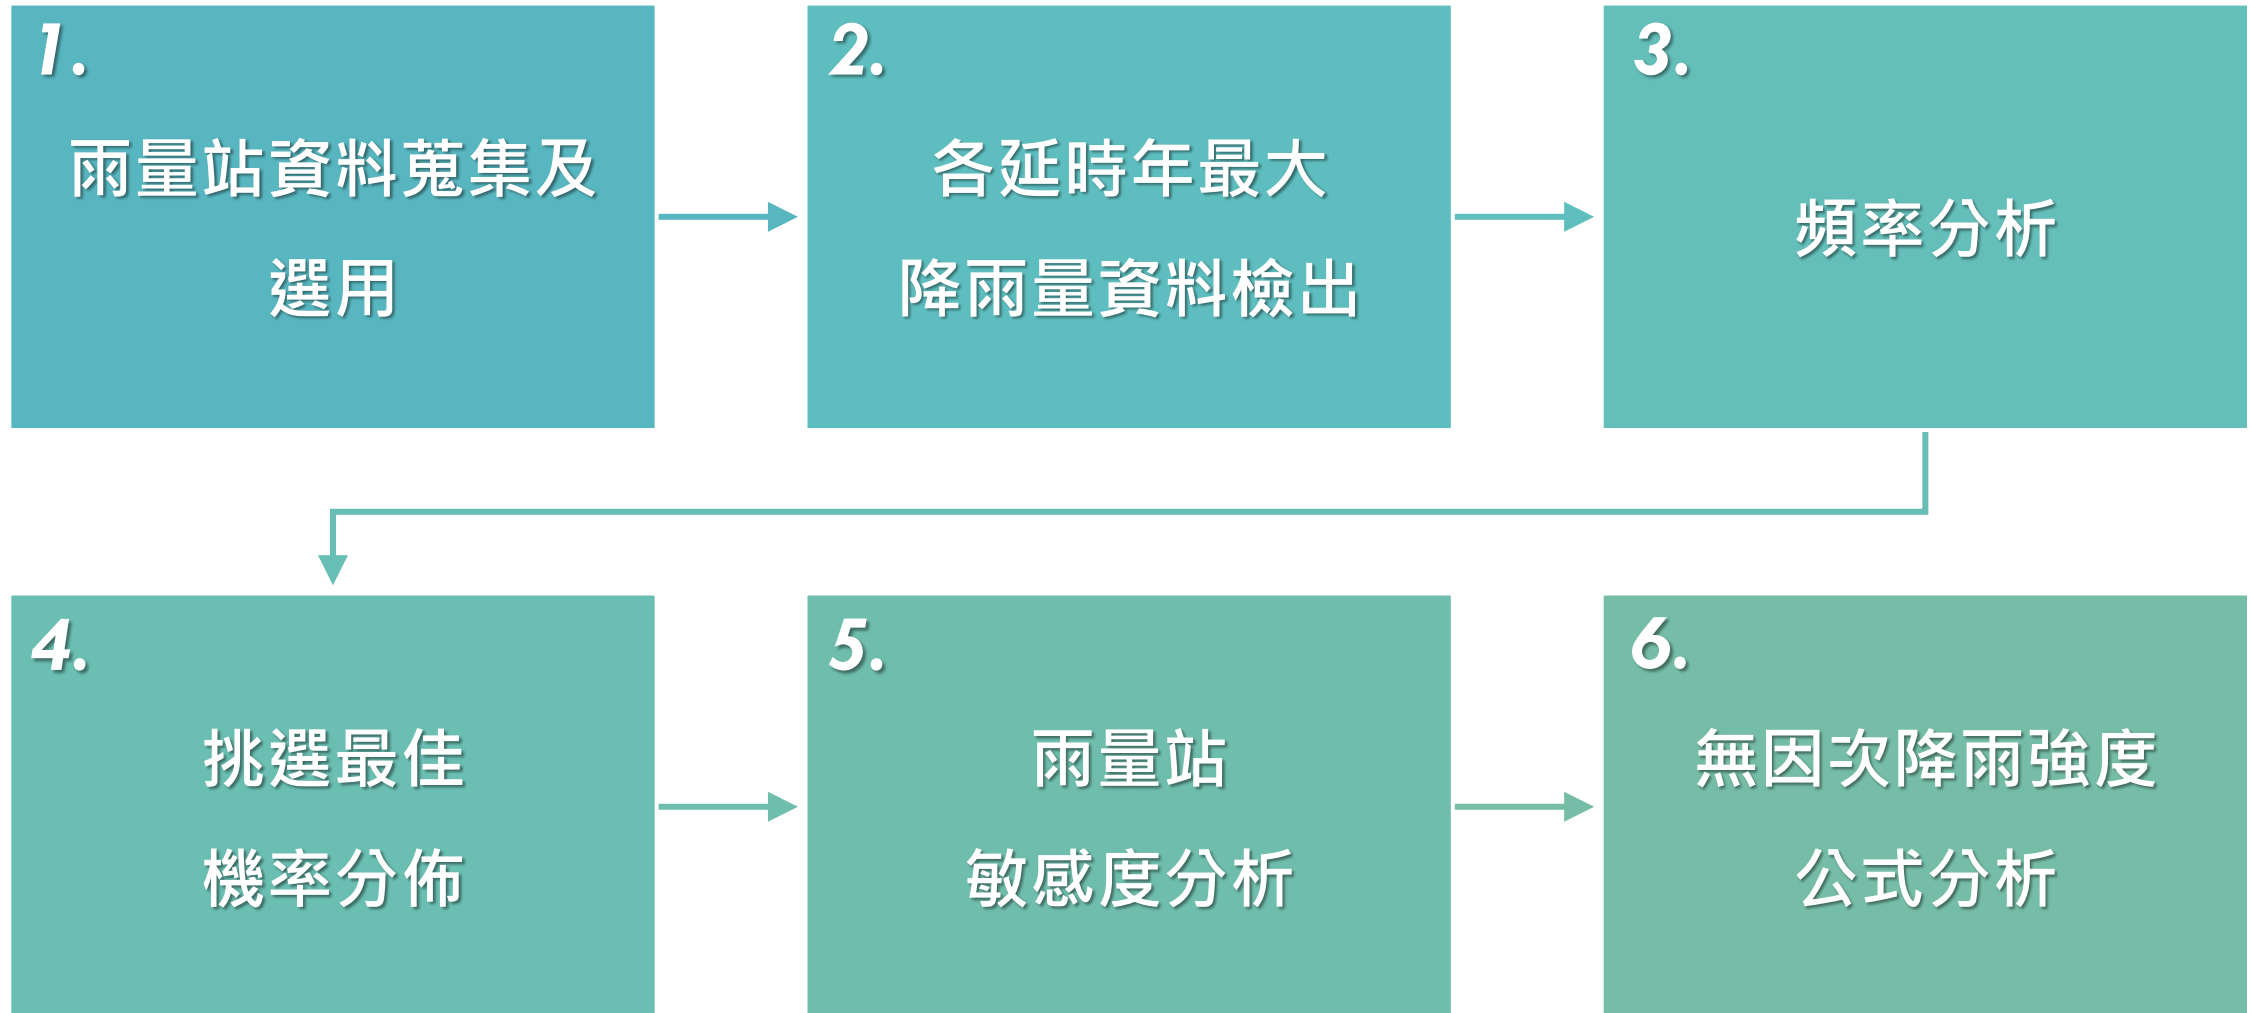 1.
雨量站資料蒐集及
選用
2.
各延時年最大
降雨量資料檢出
3.
頻率分析
4.
挑選最佳
機率分佈
5.
雨量站
敏感度分析
6.
無因次降雨強度
公式分析